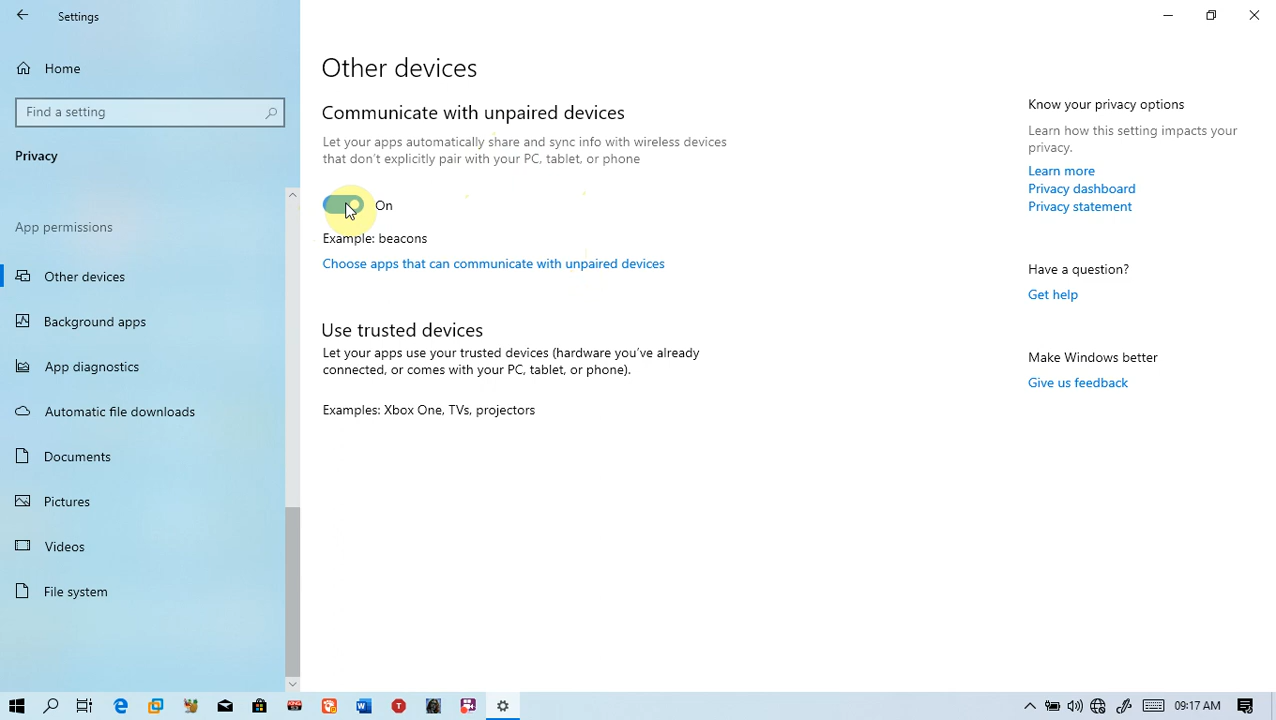 Settings
Home
Find a setting
Privacy
App permissions
Other devices
Background apps
App diagnostics
Automatic file downloads
Documents
Pictures
Videos
File system
Other devices
Communicate with unpaired devices
Let your apps automatically share and sync info with wireless devices
that don't explicitly pair with your PC, tablet, or phone
On
Example: beacons
Choose apps that can communicate with unpaired devices
Use trusted devices
Let your apps use your trusted devices (hardware you've already
connected, or comes with your PC, tablet, or phone).
Examples: Xbox One, TVs, projectors
Know your privacy options
Learn how this setting impacts your
privacy.
Learn more
Privacy dashboard
Privacy statement
Have a question?
Get help
Make Windows better
Give us feedback
09:17 AM